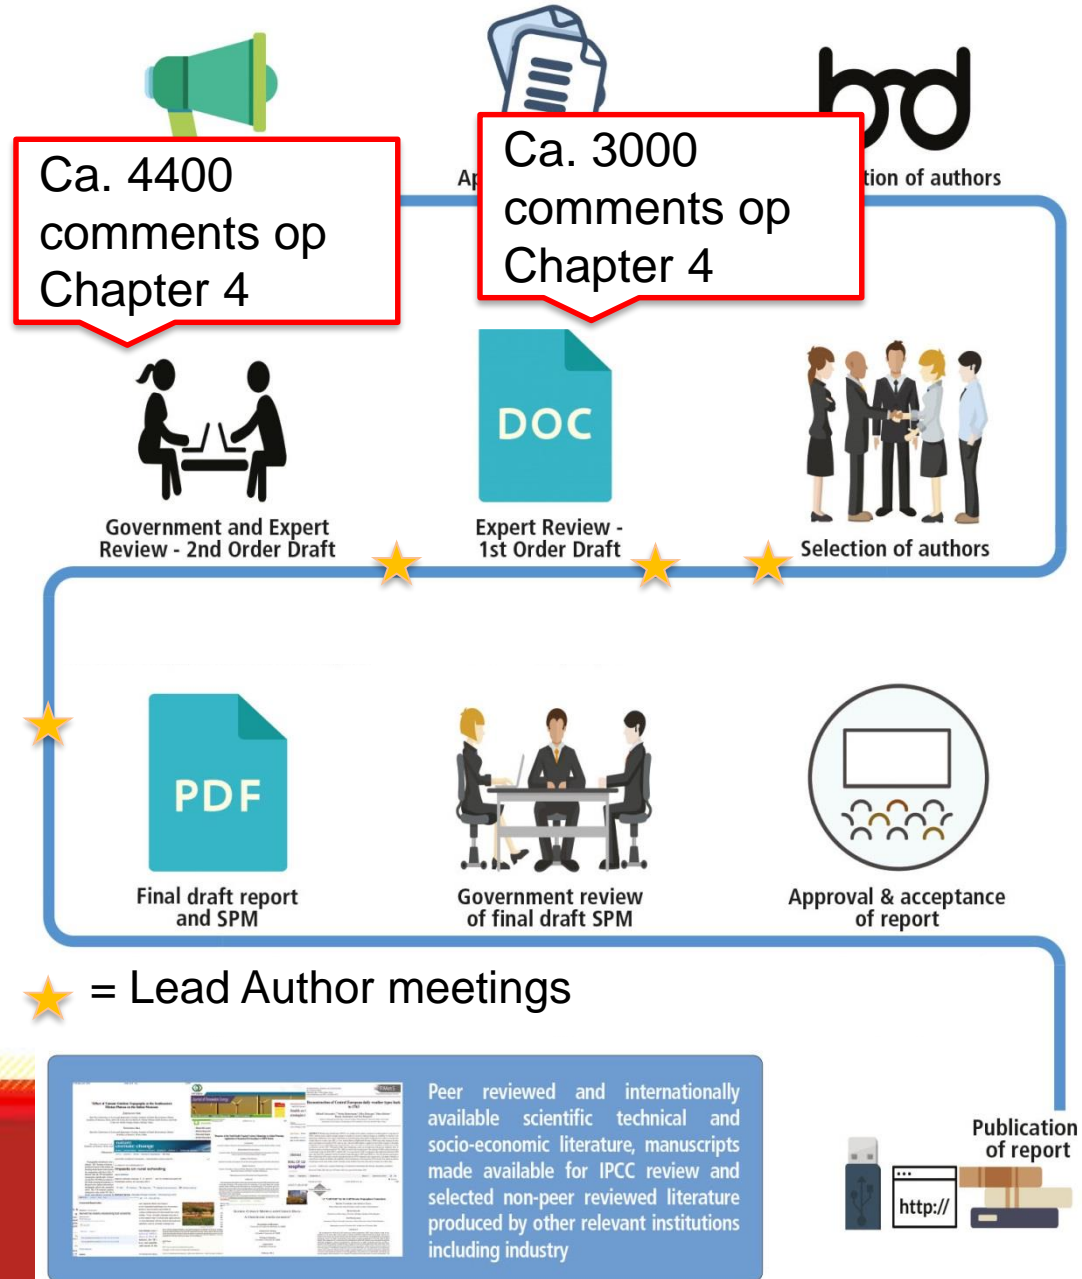 Ca. 4400
comments op
Chapter 4
Ca. 3000
comments op
Chapter 4
Ap
tion of authors
DOC
Government and Expert
Review - 2nd Order Draft
Expert Review -
1st Order Draft
Selection of authors
PDF
Final draft report
and SPM
Government review
of final draft SPM
Approval & acceptance
of report
= Lead Author meetings
Peer reviewed and internationally
available scientific technical and
socio-economic literature, manuscripts
made available for IPCC review and
selected non-peer reviewed literature
produced by other relevant institutions
including industry
Publication
of report
http://